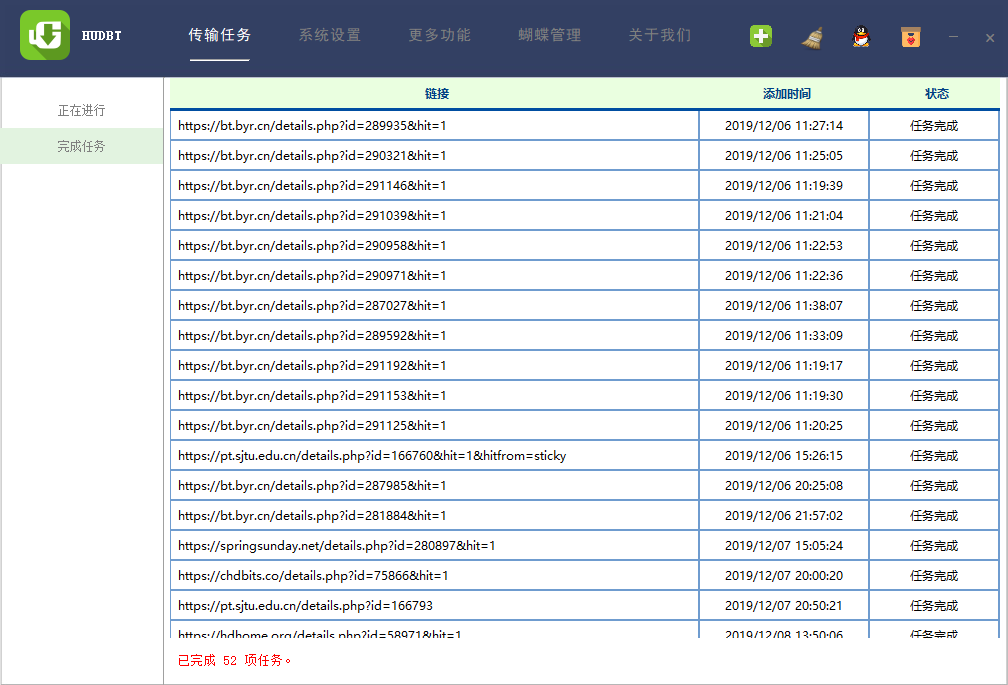 HUDBT 传输任务 系统设置 更多功能 蝴蝶管理 关于我们
正在进行
完成任务
链接 添加时间 状态
https://bt.byr.cn/details.php?id=289935&hit=1 2019/12/06 11:27:14 任务完成
https://bt.byr.cn/details.php?id=290321&hit=1 2019/12/06 11:25:05 任务完成
https://bt.byr.cn/details.php?id=291146&hit=1 2019/12/06 11:19:39 任务完成
https://bt.byr.cn/details.php?id=291039&hit=1 2019/12/06 11:21:04 任务完成
https://bt.byr.cn/details.php?id=290958&hit=1 2019/12/06 11:22:53 任务完成
https://bt.byr.cn/details.php?id=290971&hit=1 2019/12/06 11:22:36 任务完成
https://bt.byr.cn/details.php?id=287027&hit=1 2019/12/06 11:38:07 任务完成
https://bt.byr.cn/details.php?id=289592&hit=1 2019/12/06 11:33:09 任务完成
https://bt.byr.cn/details.php?id=291192&hit=1 2019/12/06 11:19:17 任务完成
https://bt.byr.cn/details.php?id=291153&hit=1 2019/12/06 11:19:30 任务完成
https://bt.byr.cn/details.php?id=291125&hit=1 2019/12/06 11:20:25 任务完成
https://pt.sjtu.edu.cn/details.php?id=166760&hit=1&hitfrom=sticky 2019/12/06 15:26:15 任务完成
https://bt.byr.cn/details.php?id=287985&hit=1 2019/12/06 20:25:08 任务完成
https://bt.byr.cn/details.php?id=281884&hit=1 2019/12/06 21:57:02 任务完成
https://springsunday.net/details.php?id=280897&hit=1 2019/12/07 15:05:24 任务完成
https://chdbits.co/details.php?id=75866&hit=1 2019/12/07 20:00:20 任务完成
https://pt.sjtu.edu.cn/details.php?id=166793 2019/12/07 20:50:21 任务完成
https://hdhome.org/details.php?id=58971&hit=1 2019/12/08 13:50:06 任务完成
已完成 52 项任务。